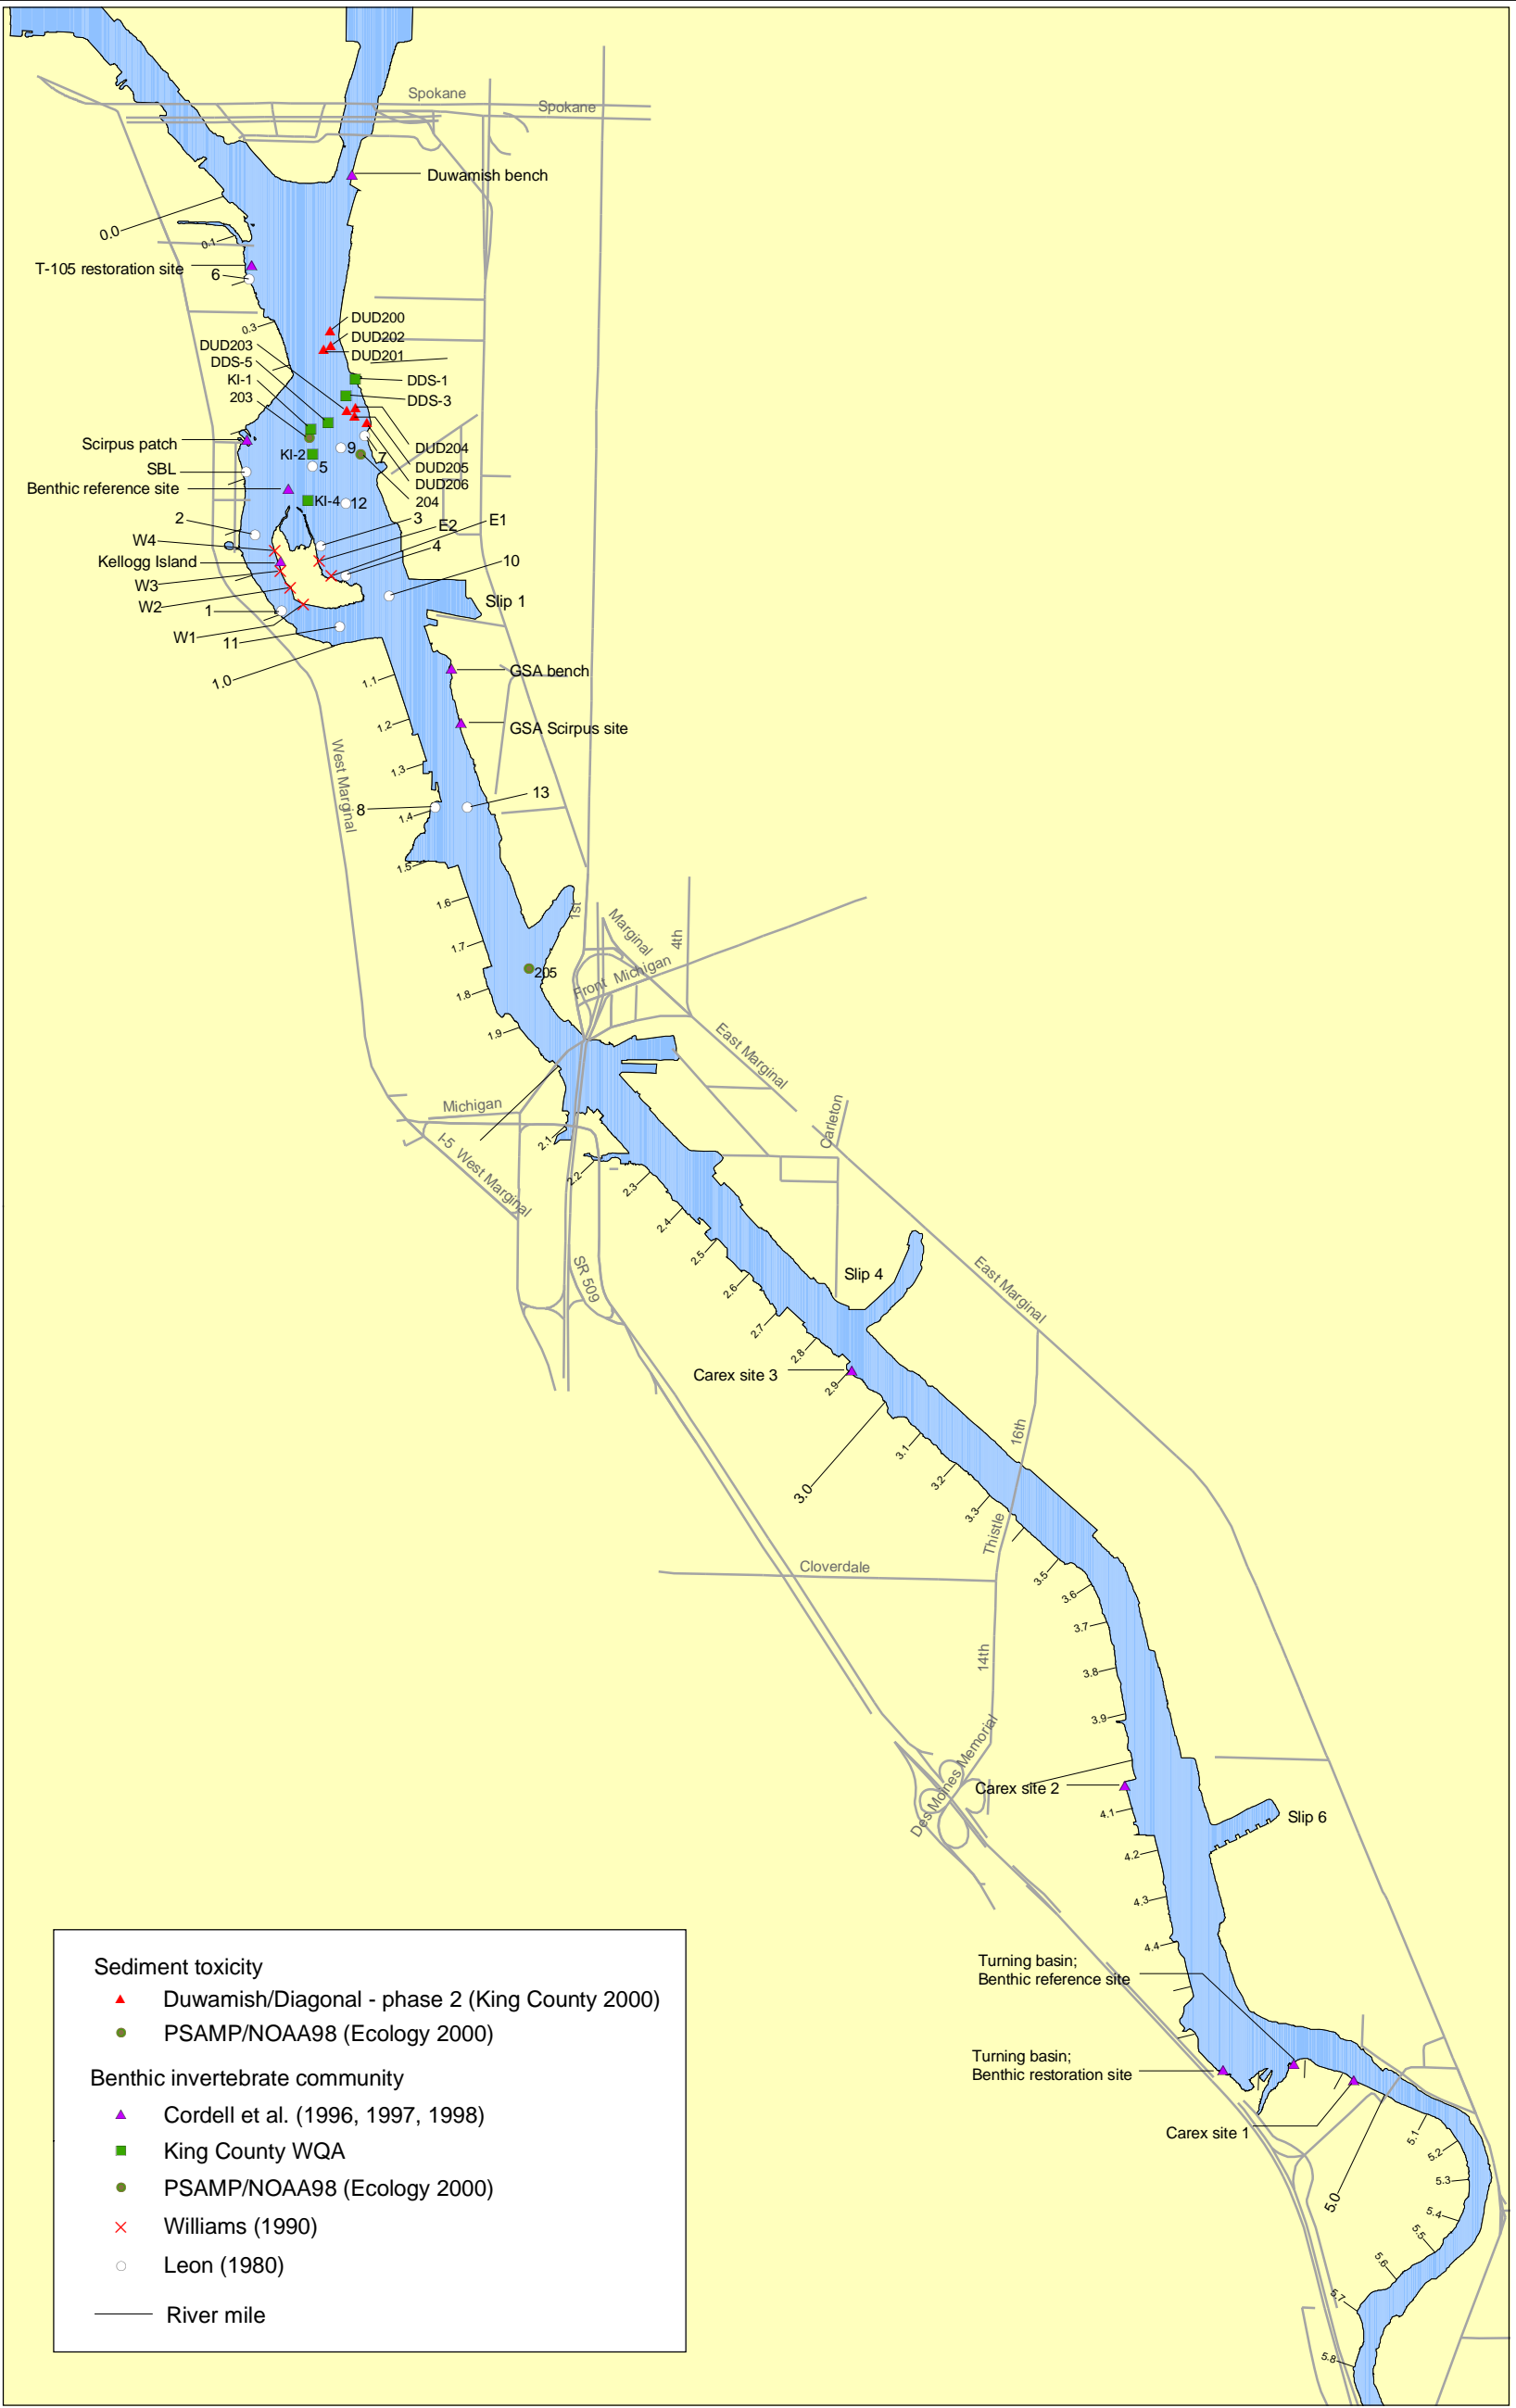 Spokane
Spokane
Duwamish bench
0.0
0.1
T-105 restoration site
6
0.3
DUD200
DUD202
DUD201
DUD203
DDS-5
KI-1
203
DDS-1
DDS-3
Scirpus patch
SBL
Benthic reference site
KI-2
9
7
5
DUD204
DUD205
DUD206
204
KI-4
12
2
3
E2
E1
W4
4
Kellogg Island
10
W3
W2
1
Slip 1
W1
11
1.0
GSA bench
1.1
GSA Scirpus site
1.2
West Marginal
1.3
13
8
1.4
1.5
1.6
1st
Marginal
4th
1.7
205
Front Michigan
1.8
1.9
East Marginal
Michigan
Carleton
I-5 West Marginal
2.1
2.2
2.3
2.4
2.5
SR 509
2.6
Slip 4
East Marginal
2.7
2.8
Carex site 3
2.9
3.0
16th
3.1
3.2
3.3
Thistle
Cloverdale
3.5
3.6
3.7
14th
3.8
3.9
Des Moines Memorial
Carex site 2
4.1
Slip 6
4.2
4.3
4.4
Turning basin;
Benthic reference site
Turning basin;
Benthic restoration site
Carex site 1
5.0
5.1
5.2
5.3
5.4
5.5
5.6
5.7
5.8
Sediment toxicity
Duwamish/Diagonal - phase 2 (King County 2000)
PSAMP/NOAA98 (Ecology 2000)
Benthic invertebrate community
Cordell et al. (1996, 1997, 1998)
King County WQA
PSAMP/NOAA98 (Ecology 2000)
Williams (1990)
Leon (1980)
River mile